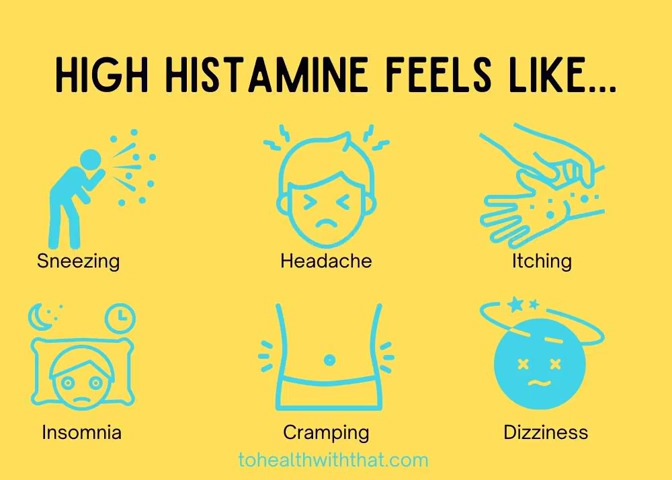 HIGH HISTAMINE FEELS LIKE...
Sneezing
Headache
Itching
Insomnia
Cramping
Dizziness
tohealthwiththat.com